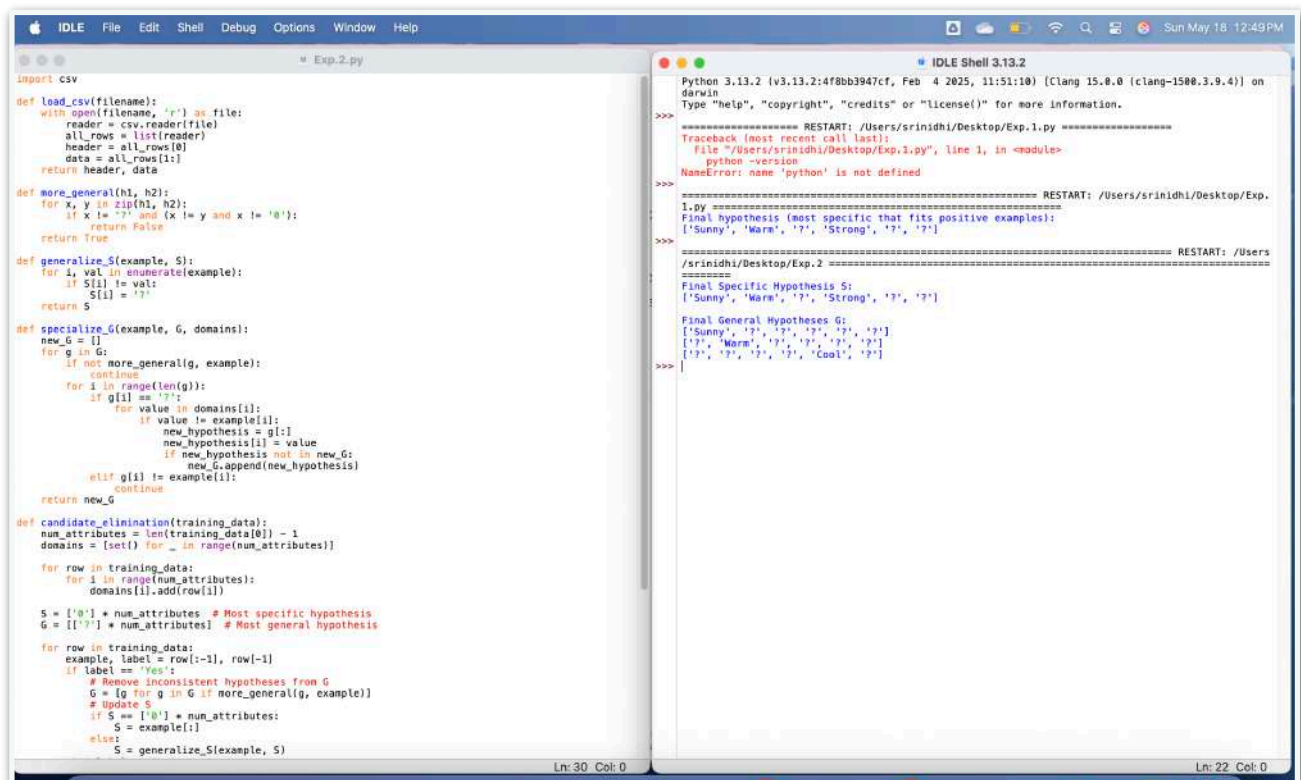 IDLE File Edit Shell Debug Options Window Help
Sun May 18 12:49 PM
Exp.2.py
import csv
def load_csv(filename):
    with open(filename, 'r') as file:
        reader = csv.reader(file)
        all_rows = list(reader)
        header = all_rows[0]
        data = all_rows[1:]
    return header, data
def more_general(h1, h2):
    for x, y in zip(h1, h2):
        if x != '?' and (x != y and x != '0'):
            return False
    return True
def generalize_S(example, S):
    for i, val in enumerate(example):
        if S[i] != val:
            S[i] = '?'
    return S
def specialize_G(example, G, domains):
    new_G = []
    for g in G:
        if not more_general(g, example):
            continue
        for i in range(len(g)):
            if g[i] == '?':
                for value in domains[i]:
                    if value != example[i]:
                        new_hypothesis = g[:]
                        new_hypothesis[i] = value
                        if new_hypothesis not in new_G:
                            new_G.append(new_hypothesis)
            elif g[i] != example[i]:
                continue
    return new_G
def candidate_elimination(training_data):
    num_attributes = len(training_data[0]) - 1
    domains = [set() for _ in range(num_attributes)]
    for row in training_data:
        for i in range(num_attributes):
            domains[i].add(row[i])
    S = ['0'] * num_attributes  # Most specific hypothesis
    G = [['?'] * num_attributes]  # Most general hypothesis
    for row in training_data:
        example, label = row[:-1], row[-1]
        if label == 'Yes':
            # Remove inconsistent hypotheses from G
            G = [g for g in G if more_general(g, example)]
            # Update S
            if S == ['0'] * num_attributes:
                S = example[:]
            else:
                S = generalize_S(example, S)
Ln: 30 Col: 0
IDLE Shell 3.13.2
Python 3.13.2 (v3.13.2:4f8bb3947cf, Feb  4 2025, 11:51:10) [Clang 15.0.0 (clang-1500.3.9.4)] on
darwin
Type "help", "copyright", "credits" or "license()" for more information.
>>>
=================== RESTART: /Users/srinidhi/Desktop/Exp.1.py ==================
Traceback (most recent call last):
  File "/Users/srinidhi/Desktop/Exp.1.py", line 1, in <module>
    python -version
NameError: name 'python' is not defined
>>>
====================================================== RESTART: /Users/srinidhi/Desktop/Exp.
1.py ======================================================
Final hypothesis (most specific that fits positive examples):
['Sunny', 'Warm', '?', 'Strong', '?', '?']
>>>
=========================================================================== RESTART: /Users
/srinidhi/Desktop/Exp.2 ====================================================================
========
Final Specific Hypothesis S:
['Sunny', 'Warm', '?', 'Strong', '?', '?']
Final General Hypotheses G:
['Sunny', '?', '?', '?', '?', '?']
['?', 'Warm', '?', '?', '?', '?']
['?', '?', '?', '?', 'Cool', '?']
>>>
Ln: 22 Col: 0